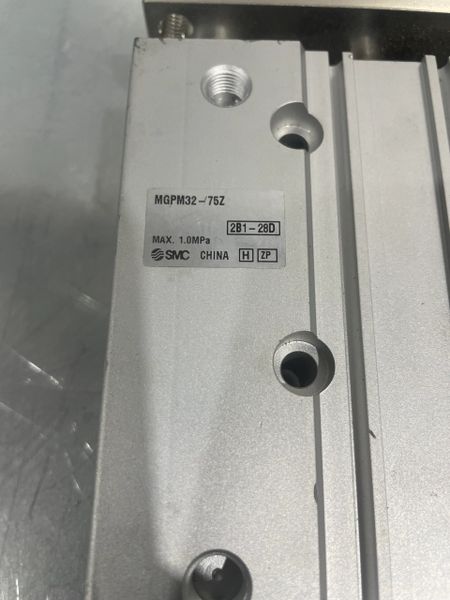 MGPM32-75Z
2B1-28D
MAX. 1.0MPa
SMC CHINA H ZP